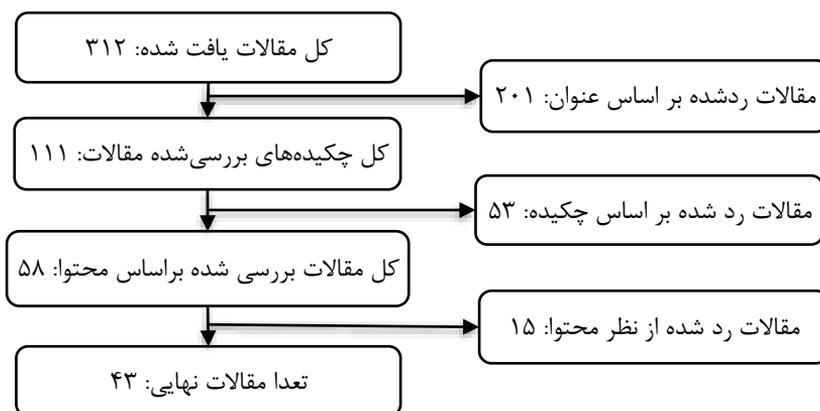 کل مقالات یافت شده: ۳۱۲
مقالات ردشده بر اساس عنوان: ۲۰۱
کل چکیده‌های بررسی‌شده مقالات: ۱۱۱
مقالات رد شده بر اساس چکیده: ۵۳
کل مقالات بررسی شده براساس محتوا: ۵۸
مقالات رد شده از نظر محتوا: ۱۵
تعدا مقالات نهایی: ۴۳